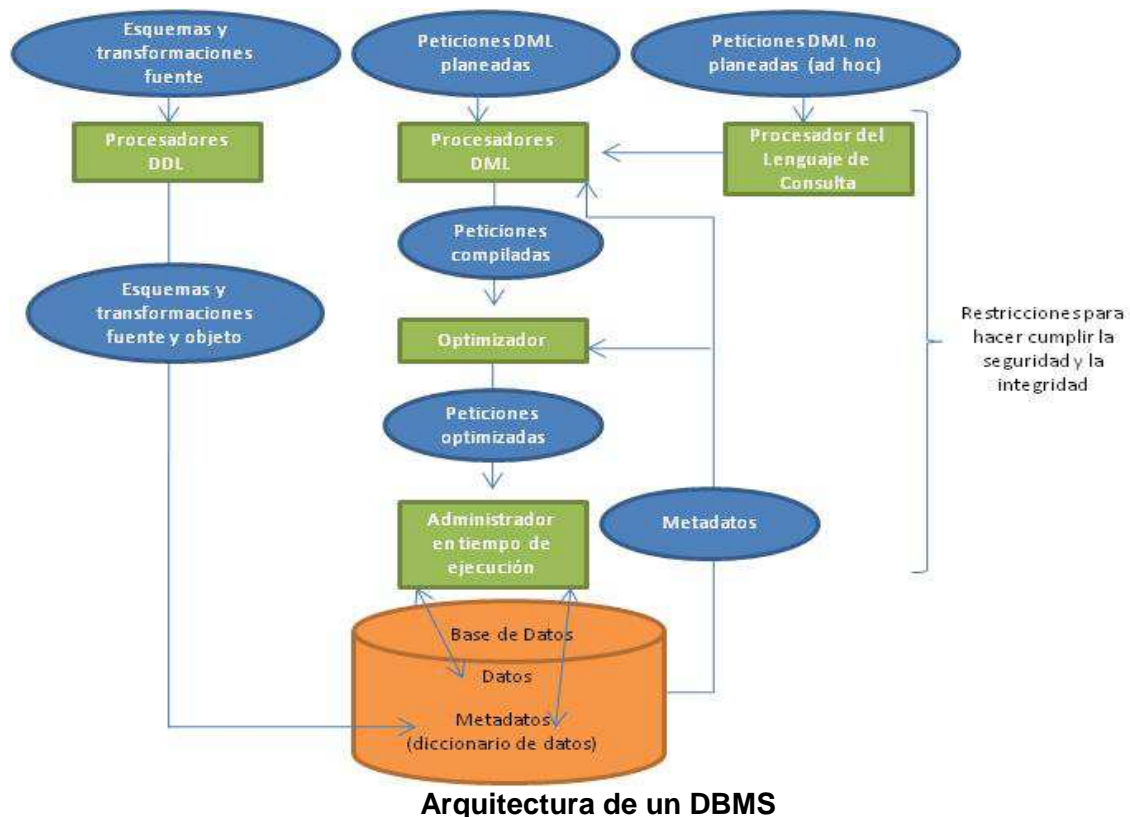 Esquemas y
transformaciones
fuente
Peticiones DML
planeadas
Peticiones DML no
planeadas (ad hoc)
Procesadores
DDL
Procesadores
DML
Procesador del
Lenguaje de
Consulta
Peticiones
compiladas
Esquemas y
transformaciones
fuente y objeto
Optimizador
Restricciones para
hacer cumplir la
seguridad y la
integridad
Peticiones
optimizadas
Administrador
en tiempo de
ejecución
Metadatos
Base de Datos
Datos
Metadatos
(diccionario de datos)
Arquitectura de un DBMS